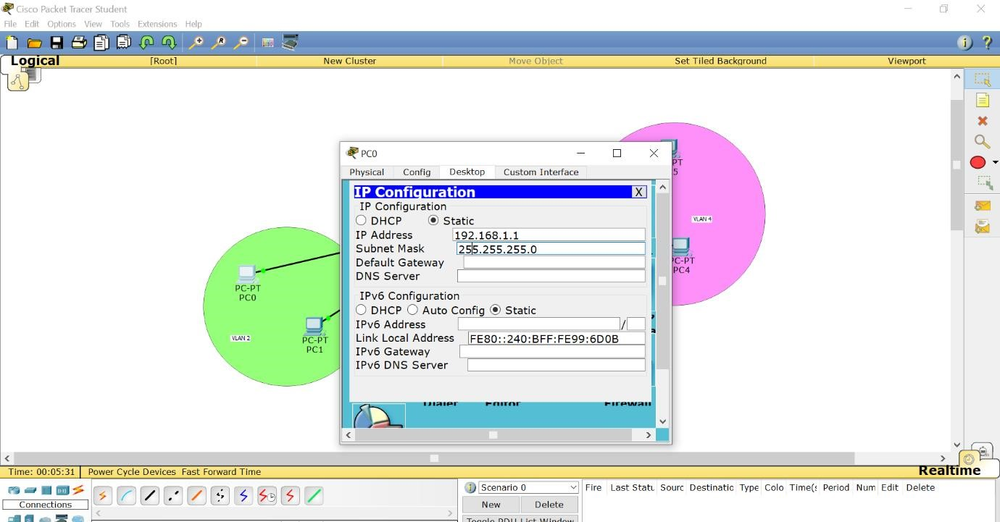 Cisco Packet Tracer Student
File Edit Options View Tools Extensions Help
Logical [Root] New Cluster Move Object Set Tiled Background Viewport
PC0
Physical Config Desktop Custom Interface
IP Configuration X
IP Configuration
DHCP Static
IP Address 192.168.1.1
Subnet Mask 255.255.255.0
Default Gateway
DNS Server
IPv6 Configuration
DHCP Auto Config Static
IPv6 Address /
Link Local Address FE80::240:BFF:FE99:6D0B
IPv6 Gateway
IPv6 DNS Server
Dialer Editor Firewall
PC-PT
PC0
PC-PT
PC1
VLAN 2
PT
5
VLAN 4
PC-PT
PC4
Time: 00:05:31 Power Cycle Devices Fast Forward Time Realtime
Connections
Scenario 0
New Delete
Toggle PDU List Window
Fire Last Statu Sourc Destinatic Type Colo Time(s Period Num Edit Delete